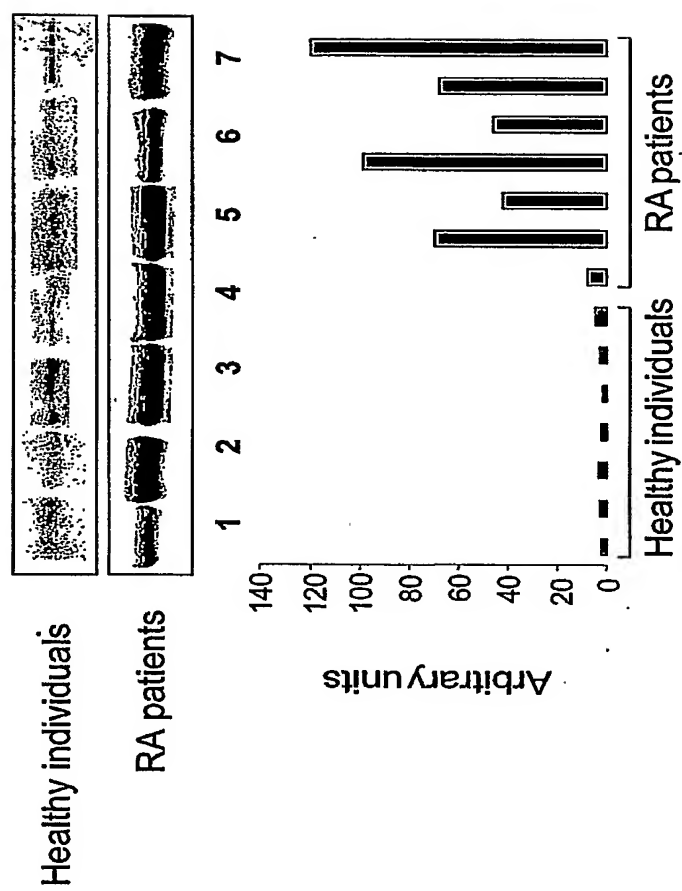 Healthy individuals
RA patients
1 2 3 4 5 6 7
Arbitrary units
140
120
100
80
60
40
20
0
Healthy individuals
RA patients